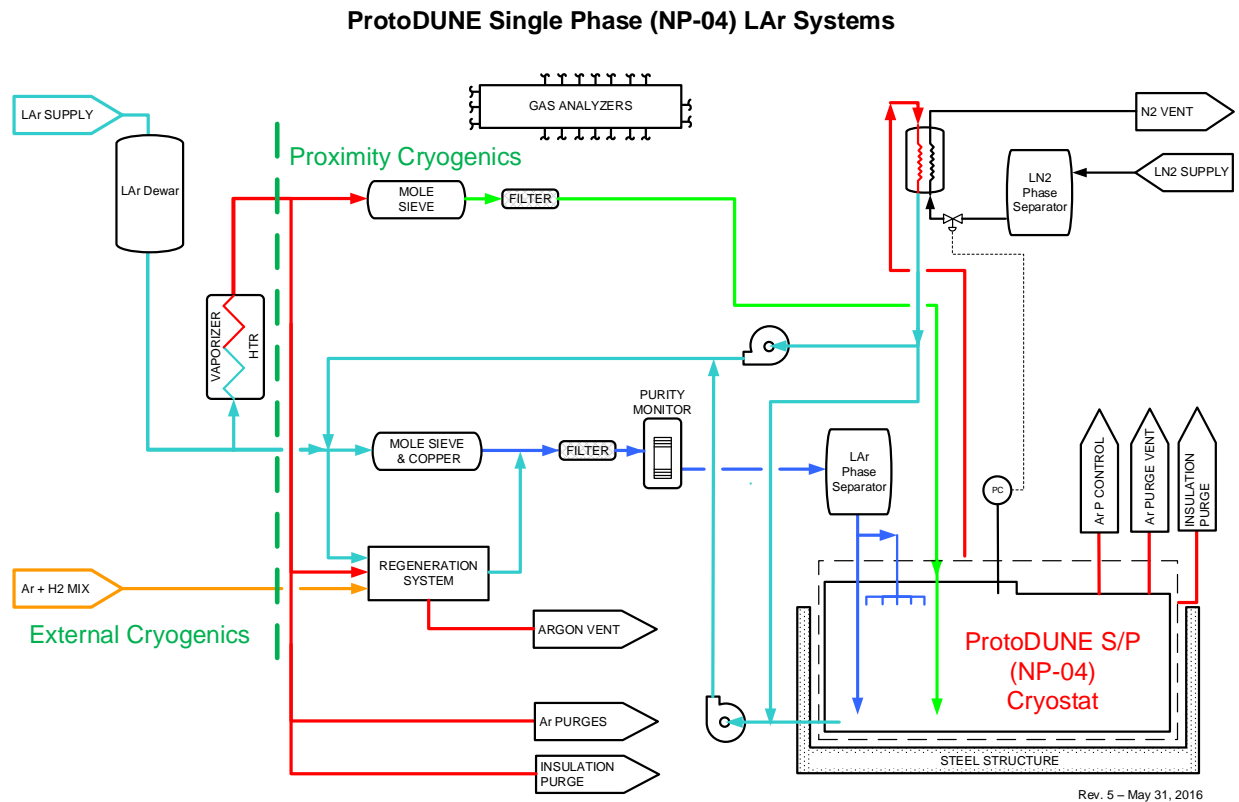 ProtoDUNE Single Phase (NP-04) LAr Systems
LAr SUPPLY
GAS ANALYZERS
N2 VENT
LN2 SUPPLY
LN2
Phase
Separator
Proximity Cryogenics
LAr Dewar
MOLE
SIEVE
FILTER
VAPORIZER
HTR
PURITY
MONITOR
MOLE SIEVE
& COPPER
FILTER
LAr
Phase
Separator
PC
Ar P CONTROL
Ar PURGE VENT
INSULATION
PURGE
REGENERATION
SYSTEM
Ar + H2 MIX
External Cryogenics
ARGON VENT
ProtoDUNE S/P
(NP-04)
Cryostat
Ar PURGES
INSULATION
PURGE
STEEL STRUCTURE
Rev. 5 – May 31, 2016